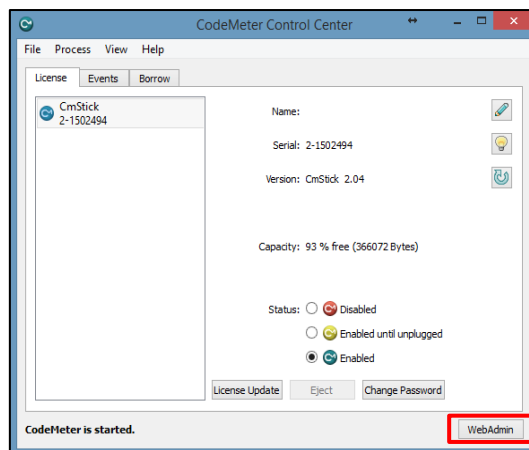 CodeMeter Control Center
File Process View Help
License Events Borrow
CmStick
2-1502494
Name:
Serial: 2-1502494
Version: CmStick 2.04
Capacity: 93 % free (366072 Bytes)
Status: Disabled
Enabled until unplugged
Enabled
License Update Eject Change Password
CodeMeter is started. WebAdmin